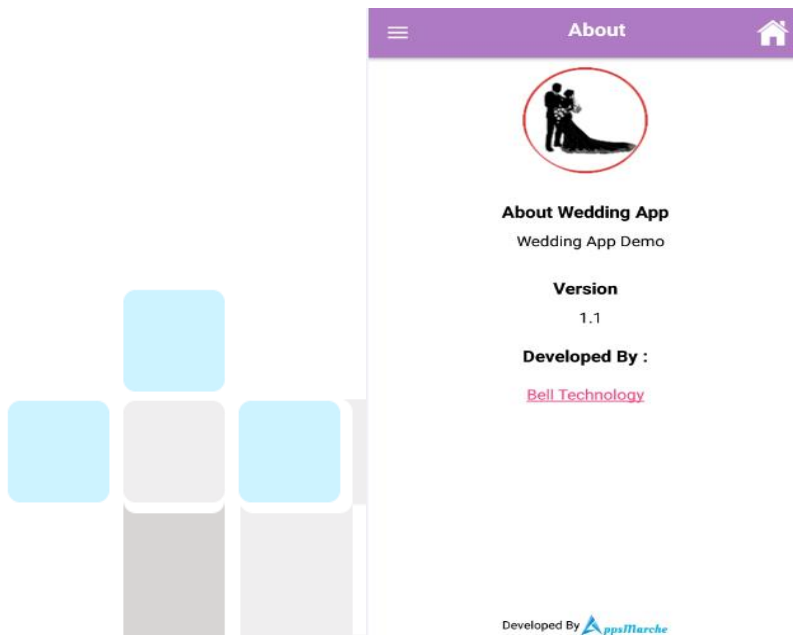 About
About Wedding App
Wedding App Demo
Version
1.1
Developed By :
Bell Technology
Developed By AppsMarche